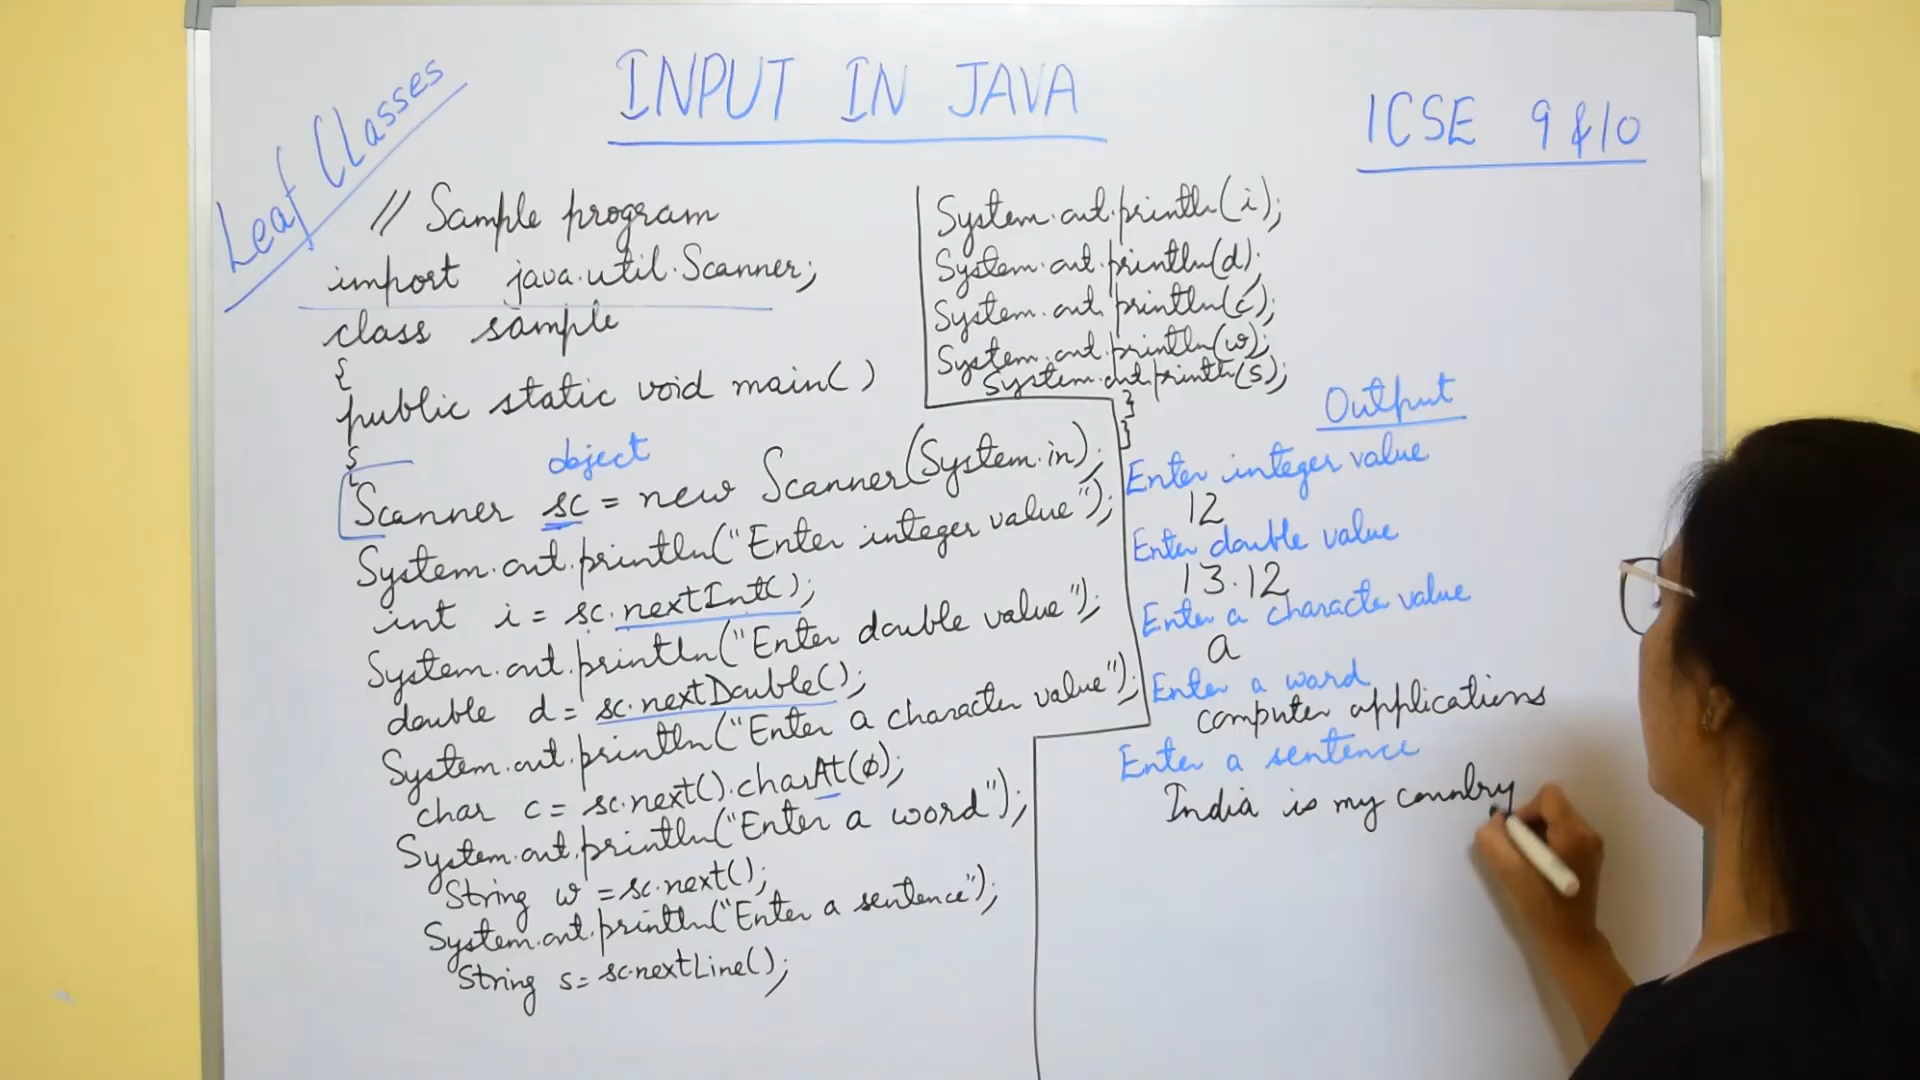 Leaf Classes
INPUT IN JAVA
ICSE 9 & 10
// Sample program
import java.util.Scanner;
class sample
{
public static void main()
{
object
Scanner sc = new Scanner(System.in);
System.out.println("Enter integer value");
int i = sc.nextInt();
System.out.println("Enter double value");
double d = sc.nextDouble();
System.out.println("Enter a character value");
char c = sc.next().charAt(0);
System.out.println("Enter a word");
String w = sc.next();
System.out.println("Enter a sentence");
String s = sc.nextLine();
System.out.println(i);
System.out.println(d);
System.out.println(c);
System.out.println(w);
System.out.println(s);
}
}
Output
Enter integer value
12
Enter double value
13.12
Enter a character value
a
Enter a word
computer applications
Enter a sentence
India is my country